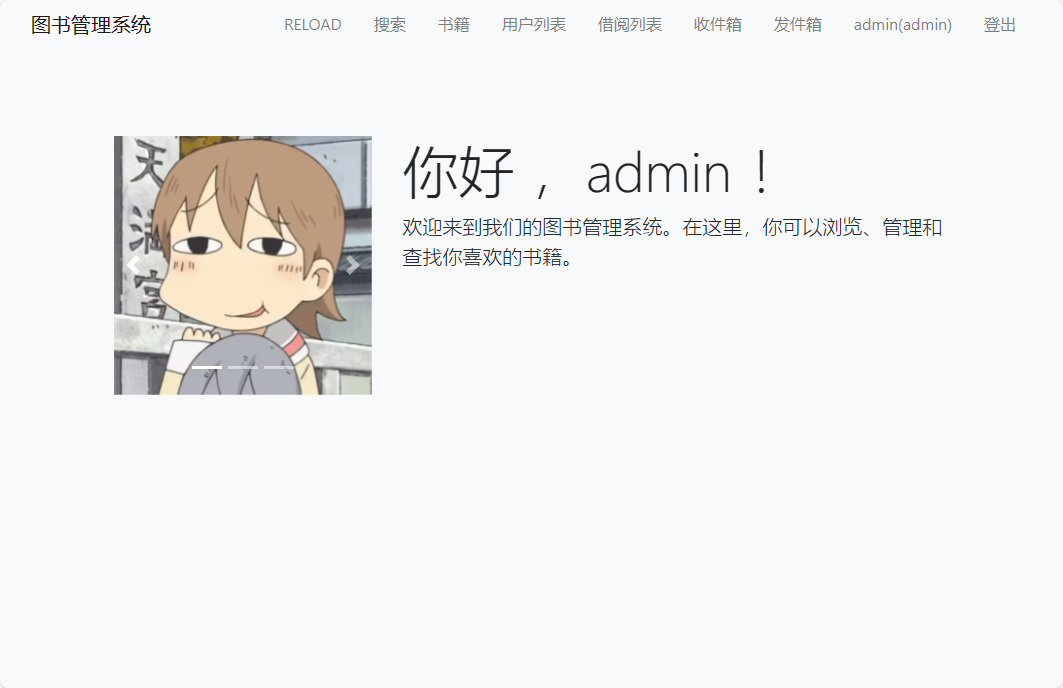 图书管理系统
RELOAD
搜索
书籍
用户列表
借阅列表
收件箱
发件箱
admin(admin)
登出
天
满
宫
你好，admin！
欢迎来到我们的图书管理系统。在这里，你可以浏览、管理和
查找你喜欢的书籍。